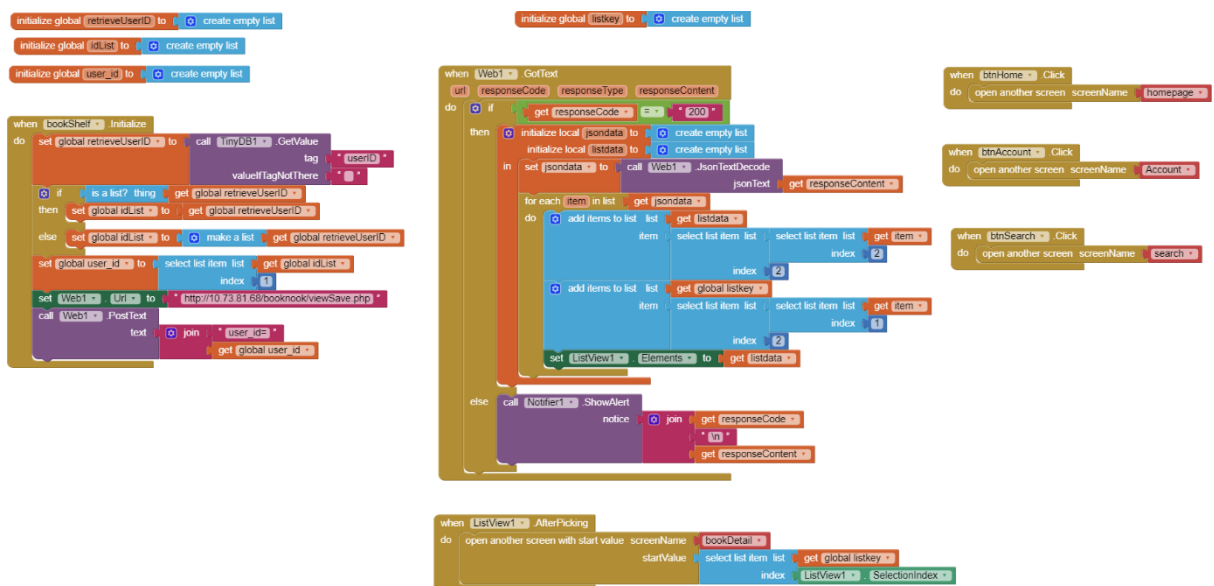 initialize global retrieveUserID to create empty list
initialize global idList to create empty list
initialize global user_id to create empty list
when bookShelf .Initialize
do set global retrieveUserID to call TinyDB1 .GetValue
tag " userID "
valueIfTagNotThere " "
if is a list? thing get global retrieveUserID
then set global idList to get global retrieveUserID
else set global idList to make a list get global retrieveUserID
set global user_id to select list item list get global idList
index 1
set Web1 . Url to " http://10.73.81.68/booknook/viewSave.php "
call Web1 .PostText
text join " user_id= "
get global user_id
initialize global listkey to create empty list
when Web1 .GotText
url responseCode responseType responseContent
do if get responseCode = " 200 "
then initialize local jsondata to create empty list
initialize local listdata to create empty list
in set jsondata to call Web1 .JsonTextDecode
jsonText get responseContent
for each item in list get jsondata
do add items to list list get listdata
item select list item list select list item list get item
index 2
index 2
add items to list list get global listkey
item select list item list select list item list get item
index 1
index 2
set ListView1 . Elements to get listdata
else call Notifier1 .ShowAlert
notice join get responseCode
" \n "
get responseContent
when ListView1 .AfterPicking
do open another screen with start value screenName bookDetail
startValue select list item list get global listkey
index ListView1 . SelectionIndex
when btnHome .Click
do open another screen screenName homepage
when btnAccount .Click
do open another screen screenName Account
when btnSearch .Click
do open another screen screenName search